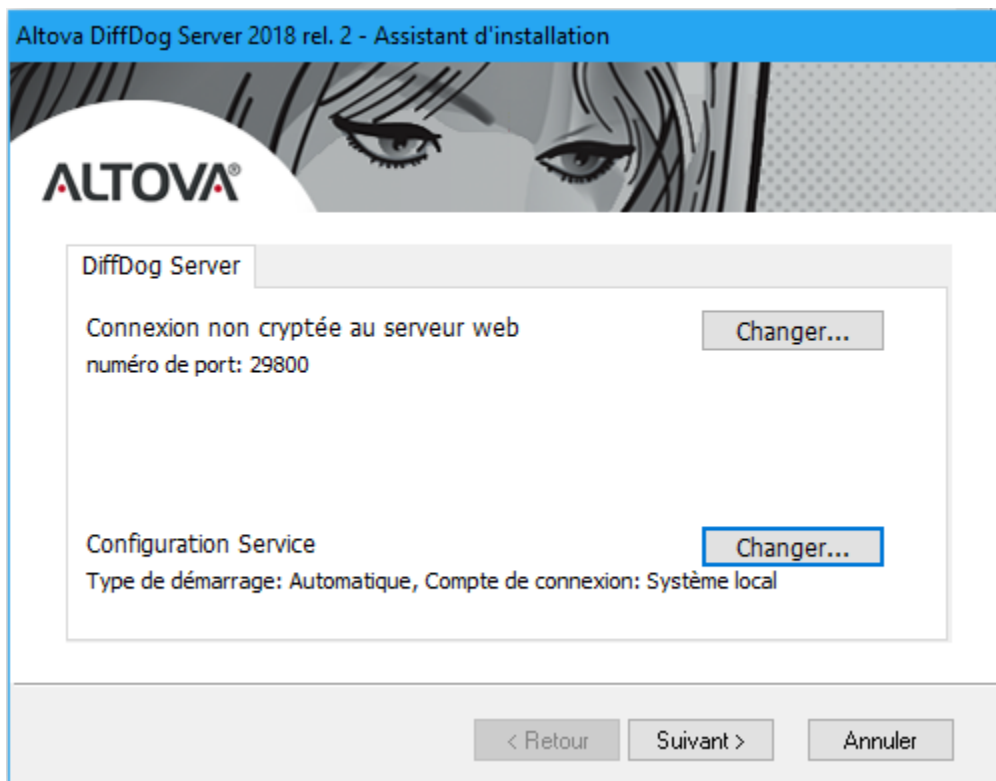 Altova DiffDog Server 2018 rel. 2 - Assistant d'installation
ALTOVA®
DiffDog Server
Connexion non cryptée au serveur web
Changer...
numéro de port: 29800
Configuration Service
Changer...
Type de démarrage: Automatique, Compte de connexion: Système local
< Retour
Suivant >
Annuler